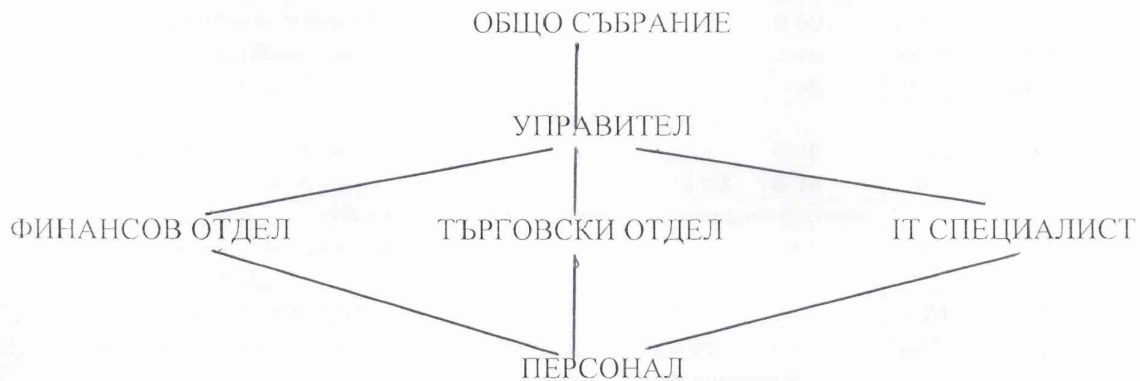 ОБЩО СЪБРАНИЕ
УПРАВИТЕЛ
ФИНАНСОВ ОТДЕЛ ТЪРГОВСКИ ОТДЕЛ IT СПЕЦИАЛИСТ
ПЕРСОНАЛ